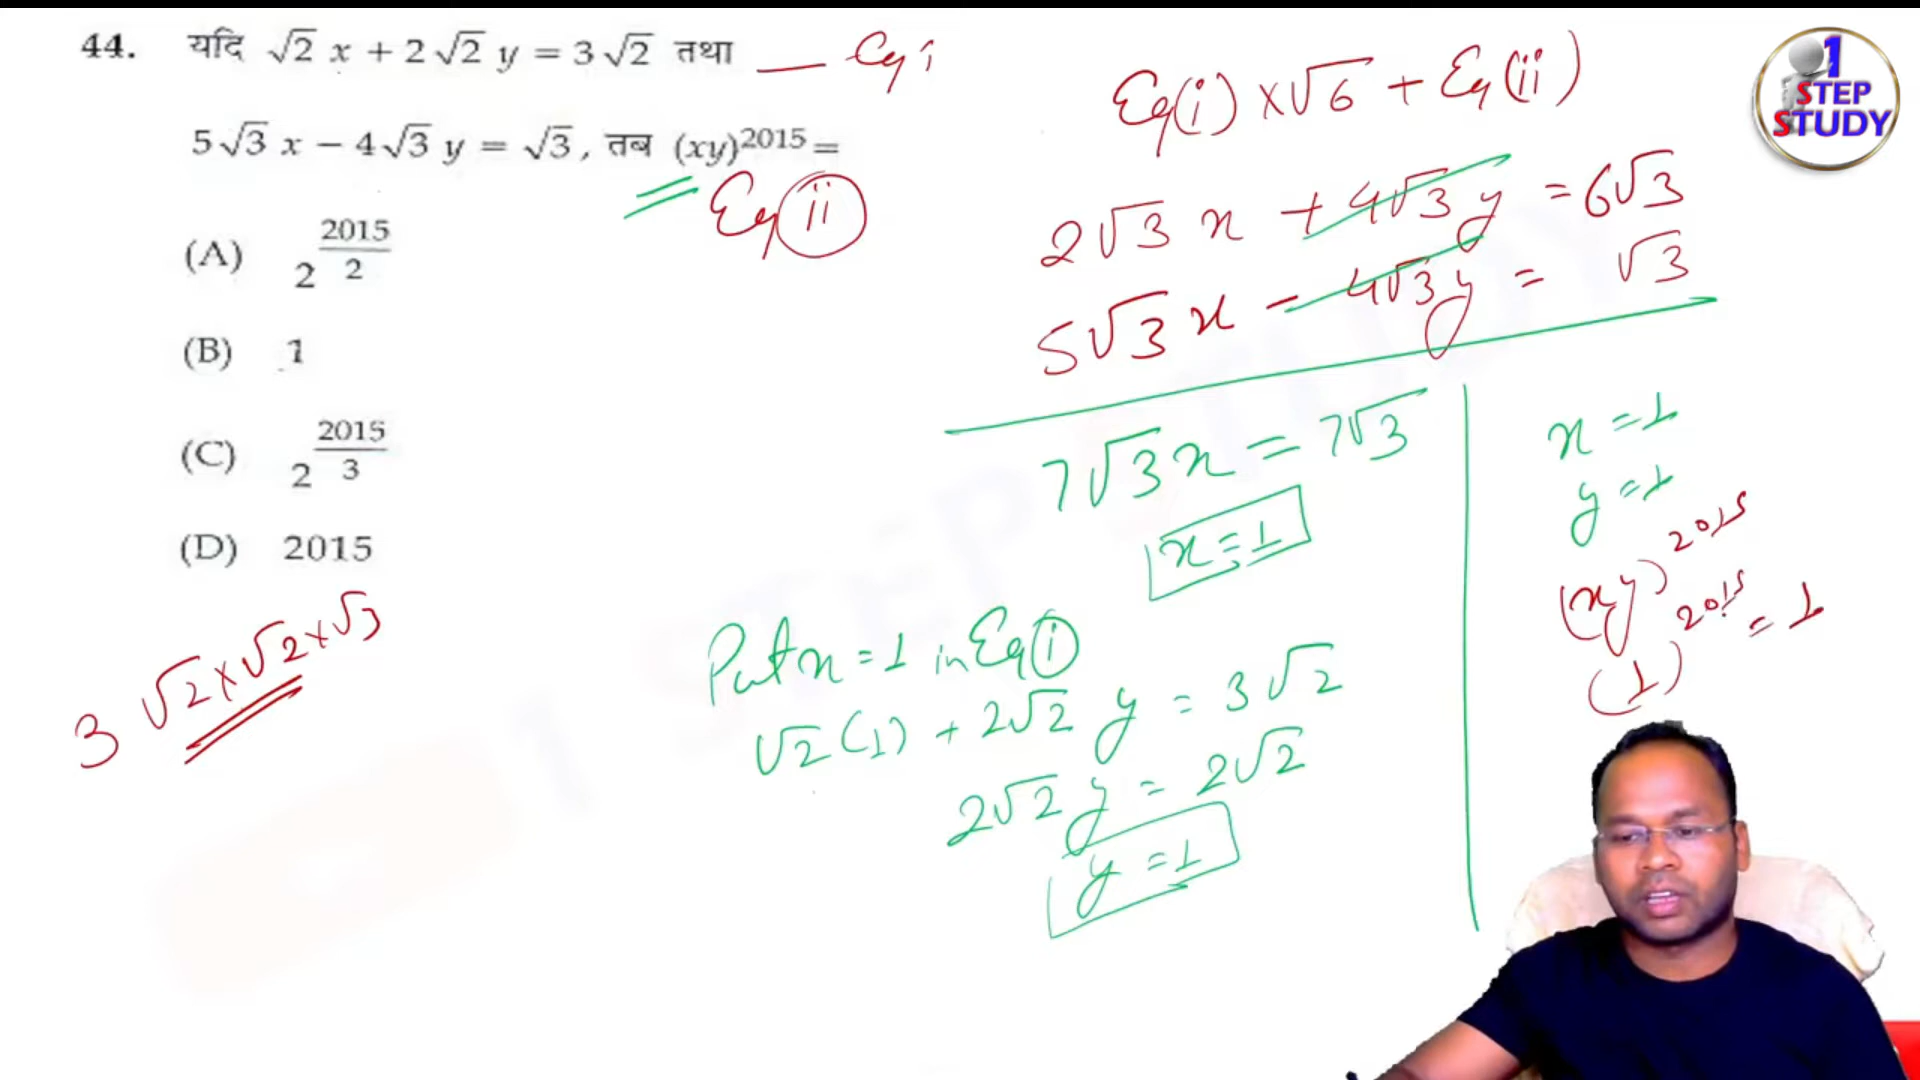 44. यदि √2 x + 2√2 y = 3√2 तथा — Eq i
5√3 x − 4√3 y = √3, तब (xy)^2015 =
= Eq (ii)
(A) 2^(2015/2)
(B) 1
(C) 2^(2015/3)
(D) 2015
3 √2×√2×√3
Eq(i) ×√6 + Eq(ii)
2√3 x + 4√3 y = 6√3
5√3 x − 4√3 y = √3
7√3 x = 7√3
x = 1
Put x = 1 in Eq (i)
√2 (1) + 2√2 y = 3√2
2√2 y = 2√2
y = 1
x = 1
y = 1
(xy)^2015
(1)^2015 = 1
1
STEP
STUDY
1 STEP STUDY